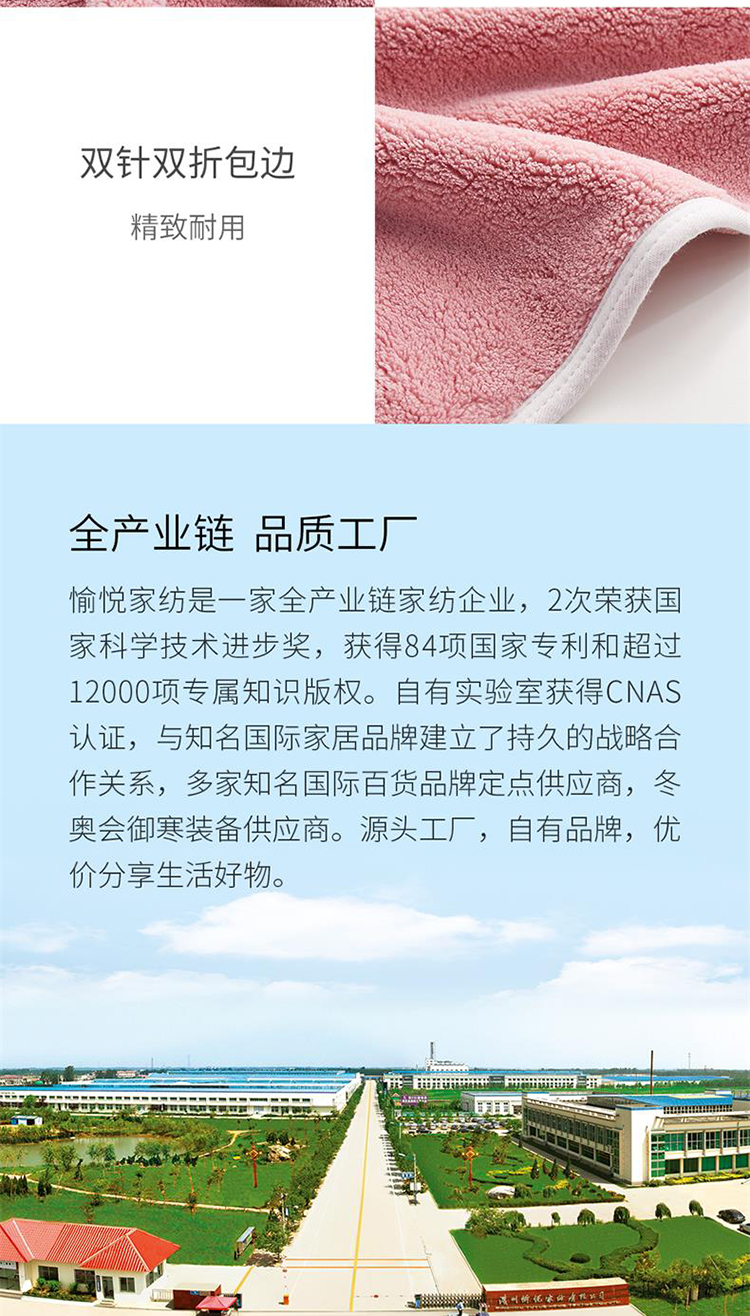 双针双折包边
精致耐用
全产业链 品质工厂
愉悦家纺是一家全产业链家纺企业，2次荣获国
家科学技术进步奖，获得84项国家专利和超过
12000项专属知识版权。自有实验室获得CNAS
认证，与知名国际家居品牌建立了持久的战略合
作关系，多家知名国际百货品牌定点供应商，冬
奥会御寒装备供应商。源头工厂，自有品牌，优
价分享生活好物。